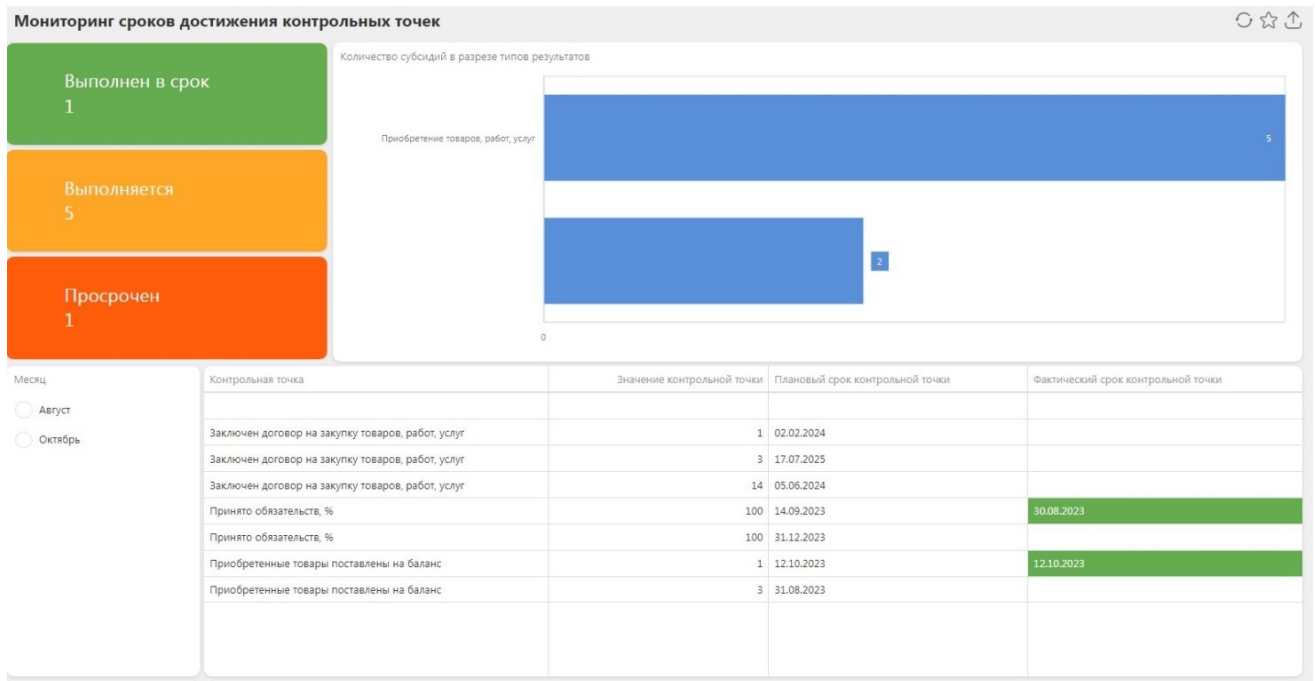 Мониторинг сроков достижения контрольных точек
Выполнен в срок
1
Выполняется
5
Просрочен
1
Количество субсидий в разрезе типов результатов
Приобретение товаров, работ, услуг
5
2
0
Месяц
Август
Октябрь
Контрольная точка Значение контрольной точки Плановый срок контрольной точки Фактический срок контрольной точки
Заключен договор на закупку товаров, работ, услуг 1 02.02.2024
Заключен договор на закупку товаров, работ, услуг 3 17.07.2025
Заключен договор на закупку товаров, работ, услуг 14 05.06.2024
Принято обязательств, % 100 14.09.2023 30.08.2023
Принято обязательств, % 100 31.12.2023
Приобретенные товары поставлены на баланс 1 12.10.2023 12.10.2023
Приобретенные товары поставлены на баланс 3 31.08.2023